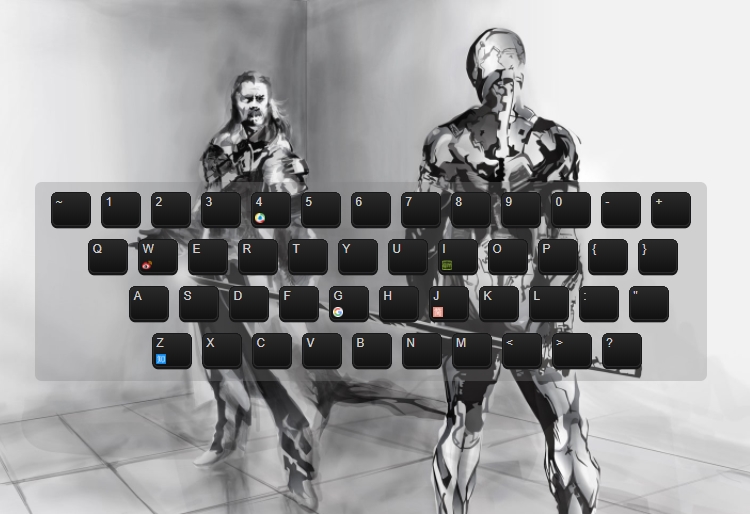 ~ 1 2 3 4 5 6 7 8 9 0 - +
Q W E R T Y U I O P { }
A S D F G H J K L : "
Z X C V B N M < > ?